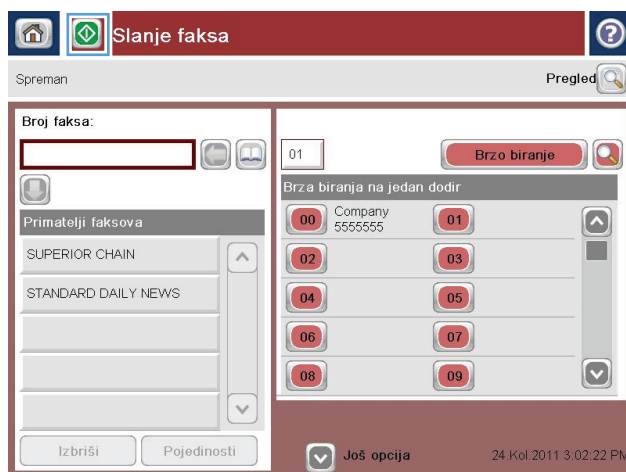 Slanje faksa
Spreman
Pregled
Broj faksa:
Primatelji faksova
SUPERIOR CHAIN
STANDARD DAILY NEWS
Izbriši
Pojedinosti
01
Brzo biranje
Brza biranja na jedan dodir
00 Company 01
5555555
02 03
04 05
06 07
08 09
Još opcija
24.Kol.2011 3:02:22 PM